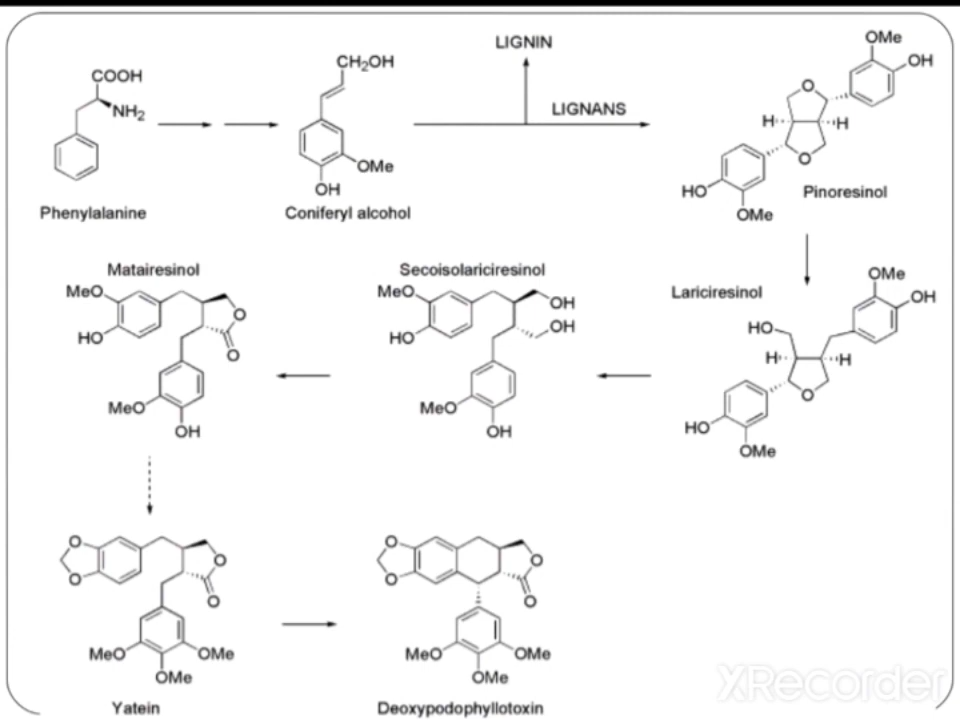 LIGNIN
LIGNANS
COOH
NH2
Phenylalanine
CH2OH
OMe
OH
Coniferyl alcohol
OMe
OH
O
H
H
O
HO
OMe
Pinoresinol
Matairesinol
MeO
HO
O
O
MeO
OH
Secoisolariciresinol
MeO
HO
OH
OH
MeO
OH
Lariciresinol
OMe
OH
HO
H
H
O
HO
OMe
O
O
O
O
MeO
OMe
OMe
Yatein
O
O
O
O
MeO
OMe
OMe
Deoxypodophyllotoxin
XRecorder